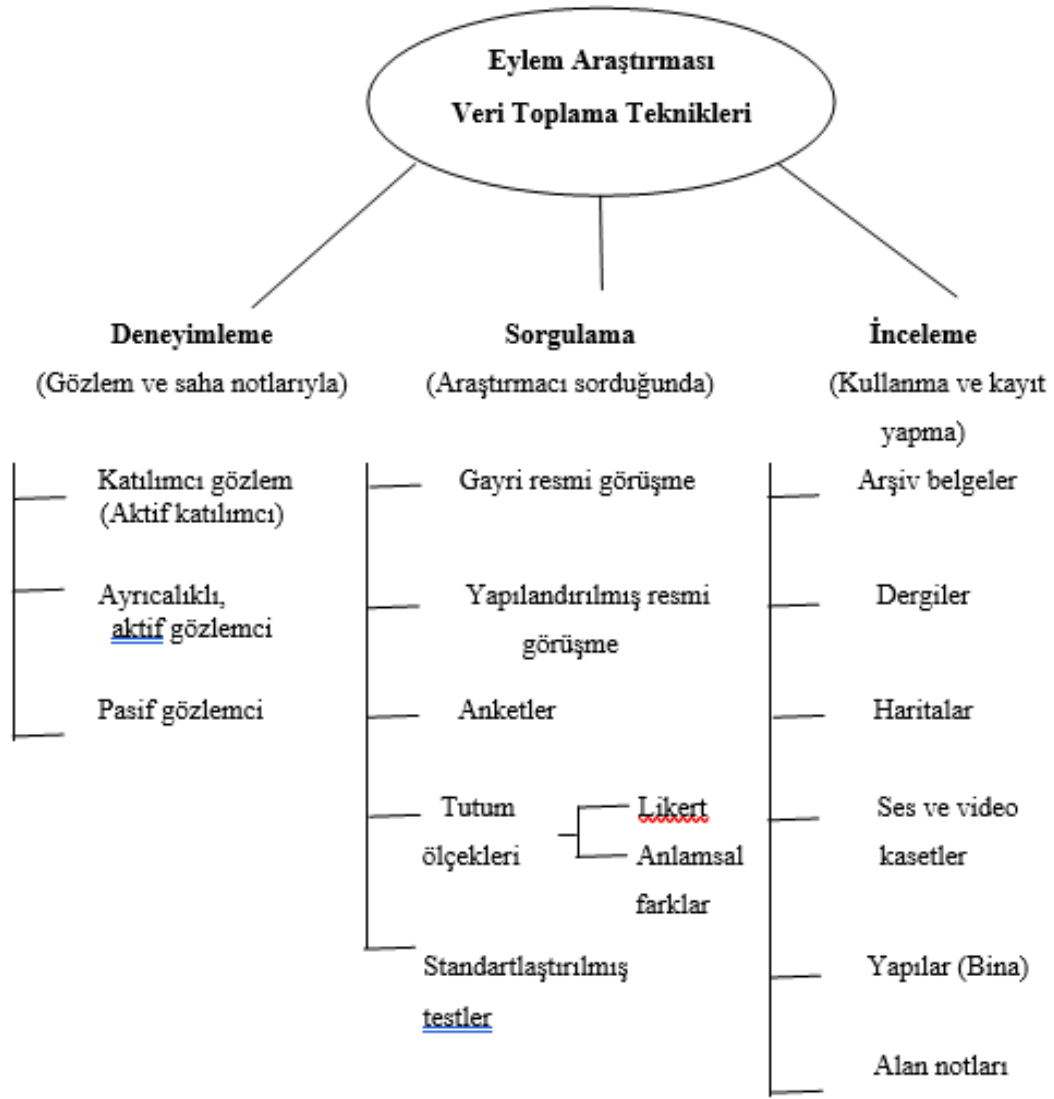 Eylem Araştırması
Veri Toplama Teknikleri
Deneyimleme
(Gözlem ve saha notlarıyla)
Katılımcı gözlem
(Aktif katılımcı)
Ayrıcalıklı,
aktif gözlemci
Pasif gözlemci
Sorgulama
(Araştırmacı sorduğunda)
Gayri resmi görüşme
Yapılandırılmış resmi
görüşme
Anketler
Tutum
ölçekleri
Likert
Anlamsal
farklar
Standartlaştırılmış
testler
İnceleme
(Kullanma ve kayıt
yapma)
Arşiv belgeler
Dergiler
Haritalar
Ses ve video
kasetler
Yapılar (Bina)
Alan notları